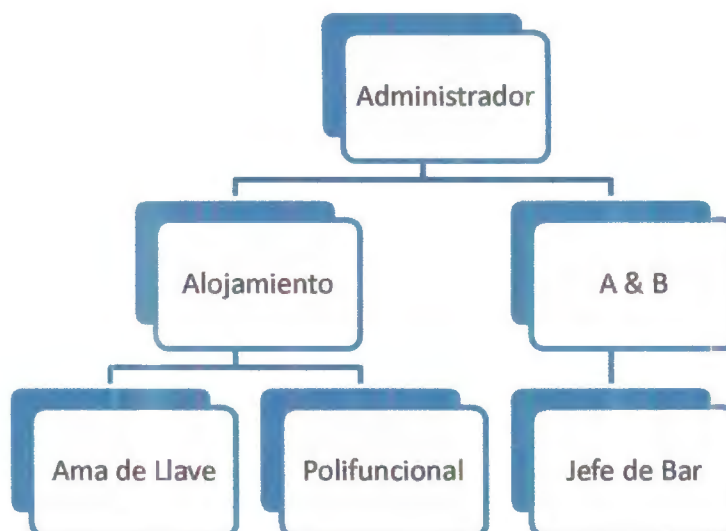 Administrador
Alojamiento
A & B
Ama de Llave
Polifuncional
Jefe de Bar